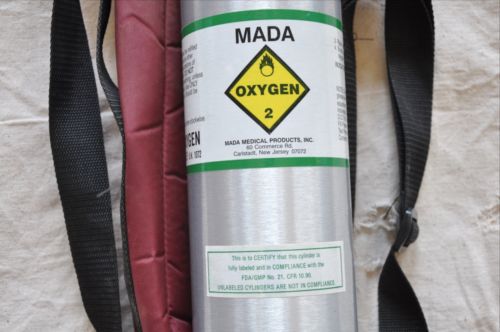 MADA
OXYGEN
2
MADA MEDICAL PRODUCTS, INC.
60 Commerce Rd.
Carlstadt, New Jersey 07072
YGEN
U.N. 1072
This is to CERTIFY that this cylinder is
fully labeled and in COMPLIANCE with the
FDA/GMP No. 21. CFR 10.90.
UNLABELED CYLINDERS ARE NOT IN COMPLIANCE